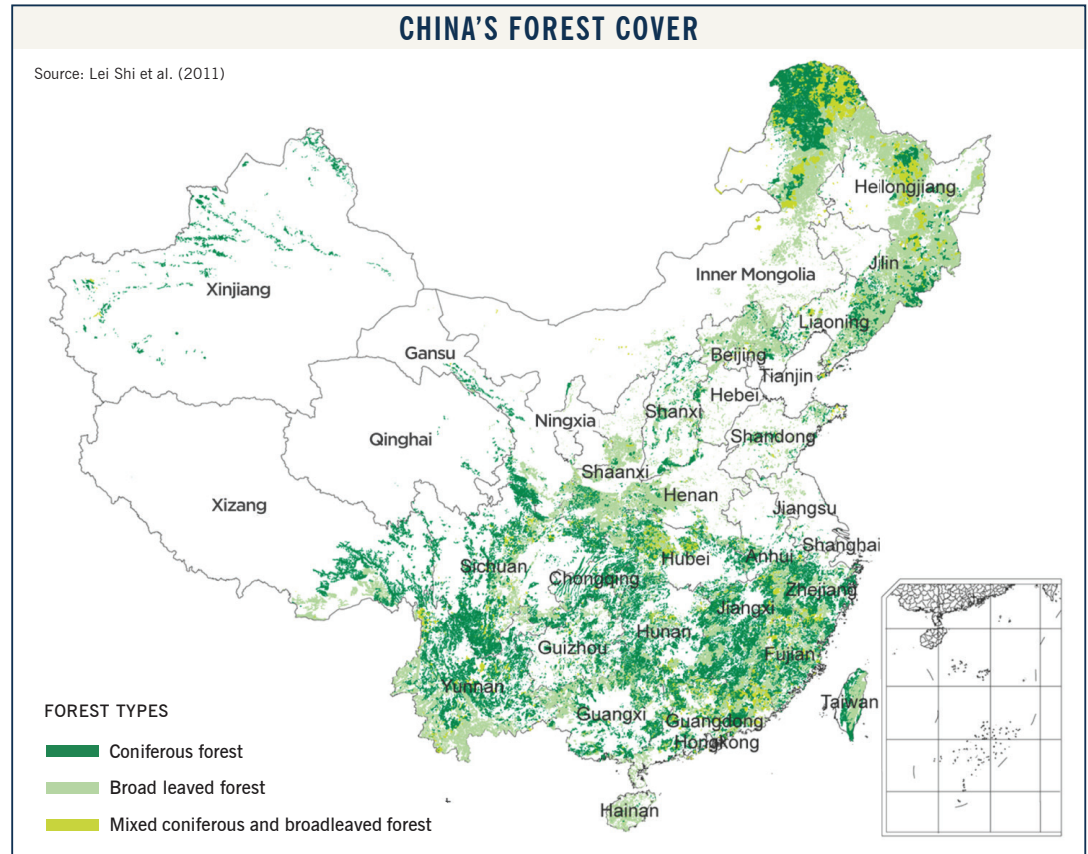 CHINA'S FOREST COVER
Source: Lei Shi et al. (2011)
Heilongjiang
Jilin
Inner Mongolia
Xinjiang
Liaoning
Gansu
Beijing
Tianjin
Hebei
Ningxia
Shanxi
Qinghai
Shandong
Shaanxi
Henan
Xizang
Jiangsu
Shanghai
Anhui
Hubei
Sichuan
Chongqing
Zhejiang
Jiangxi
Hunan
Guizhou
Fujian
Yunnan
Taiwan
Guangxi
Guangdong
Hongkong
Hainan
FOREST TYPES
Coniferous forest
Broad leaved forest
Mixed coniferous and broadleaved forest